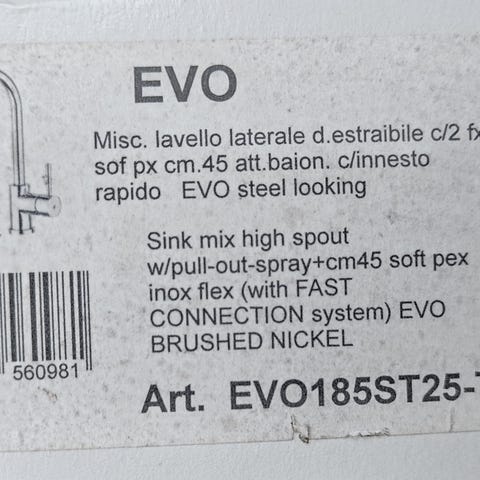 EVO
Misc. lavello laterale d.estraibile c/2 fx
sof px cm.45 att.baion. c/innesto
rapido EVO steel looking
Sink mix high spout
w/pull-out-spray+cm45 soft pex
inox flex (with FAST
CONNECTION system) EVO
BRUSHED NICKEL
560981
Art. EVO185ST25-